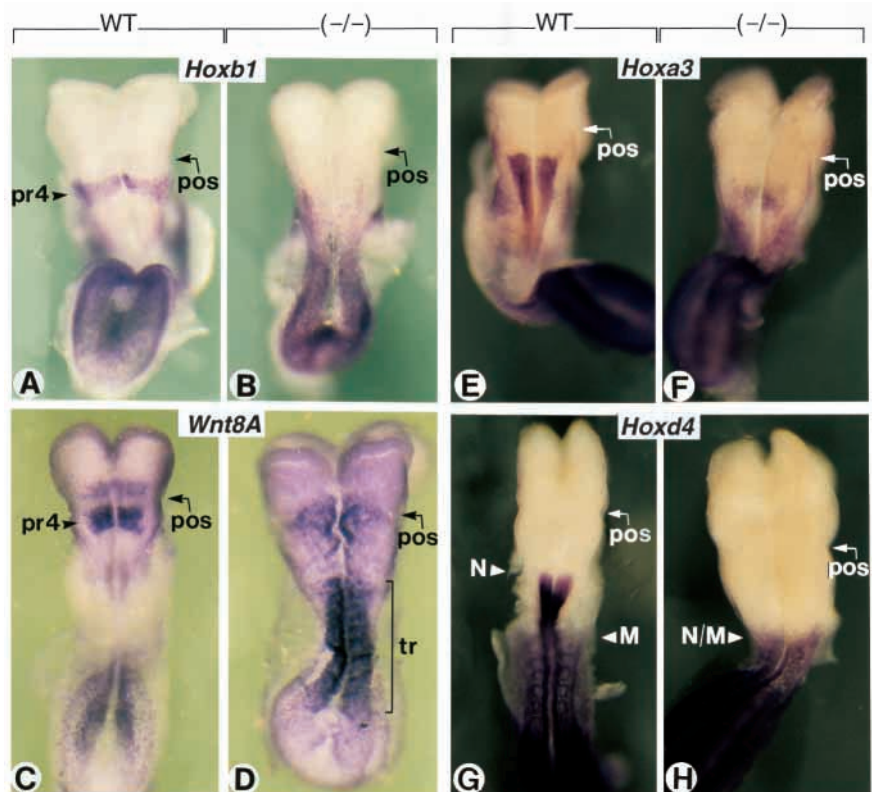 WT (−/−) WT (−/−)
Hoxb1 Hoxa3
pos pos pos pos
pr4
A B E F
Wnt8A Hoxd4
pos pos pos pos
pr4 N
tr M N/M
C D G H